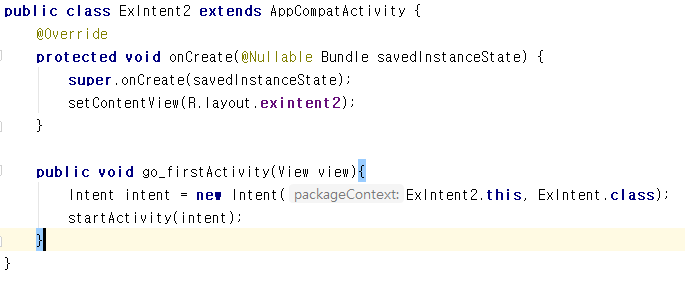 public class ExIntent2 extends AppCompatActivity {
@Override
protected void onCreate(@Nullable Bundle savedInstanceState) {
super.onCreate(savedInstanceState);
setContentView(R.layout.exintent2);
}
public void go_firstActivity(View view){
Intent intent = new Intent( packageContext: ExIntent2.this, ExIntent.class);
startActivity(intent);
}
}